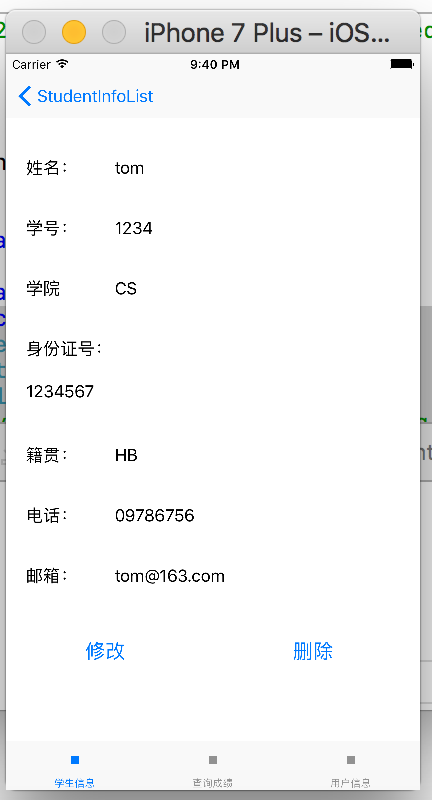 iPhone 7 Plus – iOS...
Carrier 9:40 PM
StudentInfoList
姓名： tom
学号： 1234
学院 CS
身份证号：
1234567
籍贯： HB
电话： 09786756
邮箱： tom@163.com
修改 删除
学生信息 查询成绩 用户信息